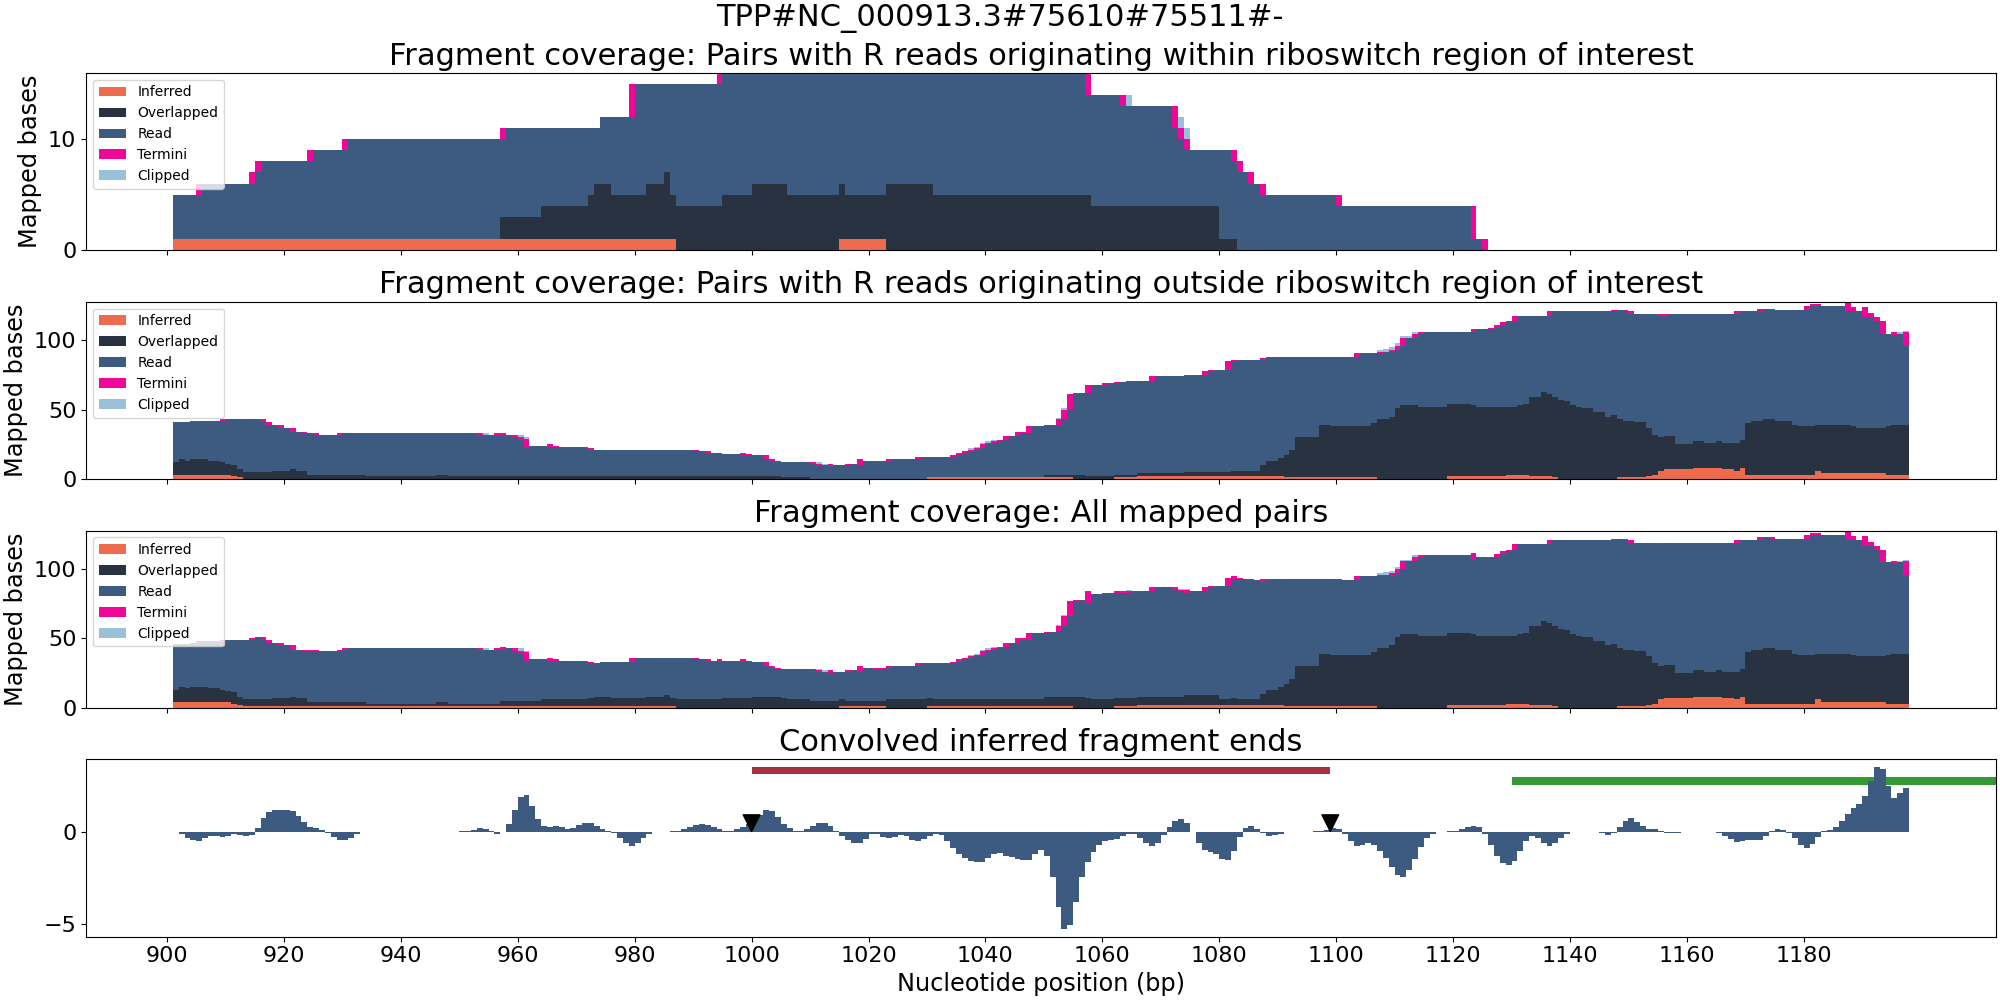 TPP#NC_000913.3#75610#75511#-
Fragment coverage: Pairs with R reads originating within riboswitch region of interest
Mapped bases
10
0
Inferred
Overlapped
Read
Termini
Clipped
Fragment coverage: Pairs with R reads originating outside riboswitch region of interest
Mapped bases
100
50
0
Inferred
Overlapped
Read
Termini
Clipped
Fragment coverage: All mapped pairs
Mapped bases
100
50
0
Inferred
Overlapped
Read
Termini
Clipped
Convolved inferred fragment ends
0
−5
900 920 940 960 980 1000 1020 1040 1060 1080 1100 1120 1140 1160 1180
Nucleotide position (bp)